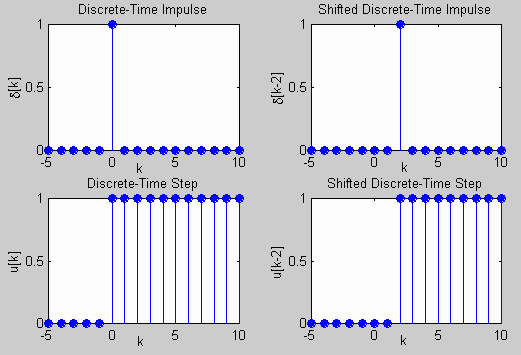 Discrete-Time Impulse
1
0.5
0
δ[k]
-5
0
5
10
k
Shifted Discrete-Time Impulse
1
0.5
0
δ[k-2]
-5
0
5
10
k
Discrete-Time Step
1
0.5
0
u[k]
-5
0
5
10
k
Shifted Discrete-Time Step
1
0.5
0
u[k-2]
-5
0
5
10
k